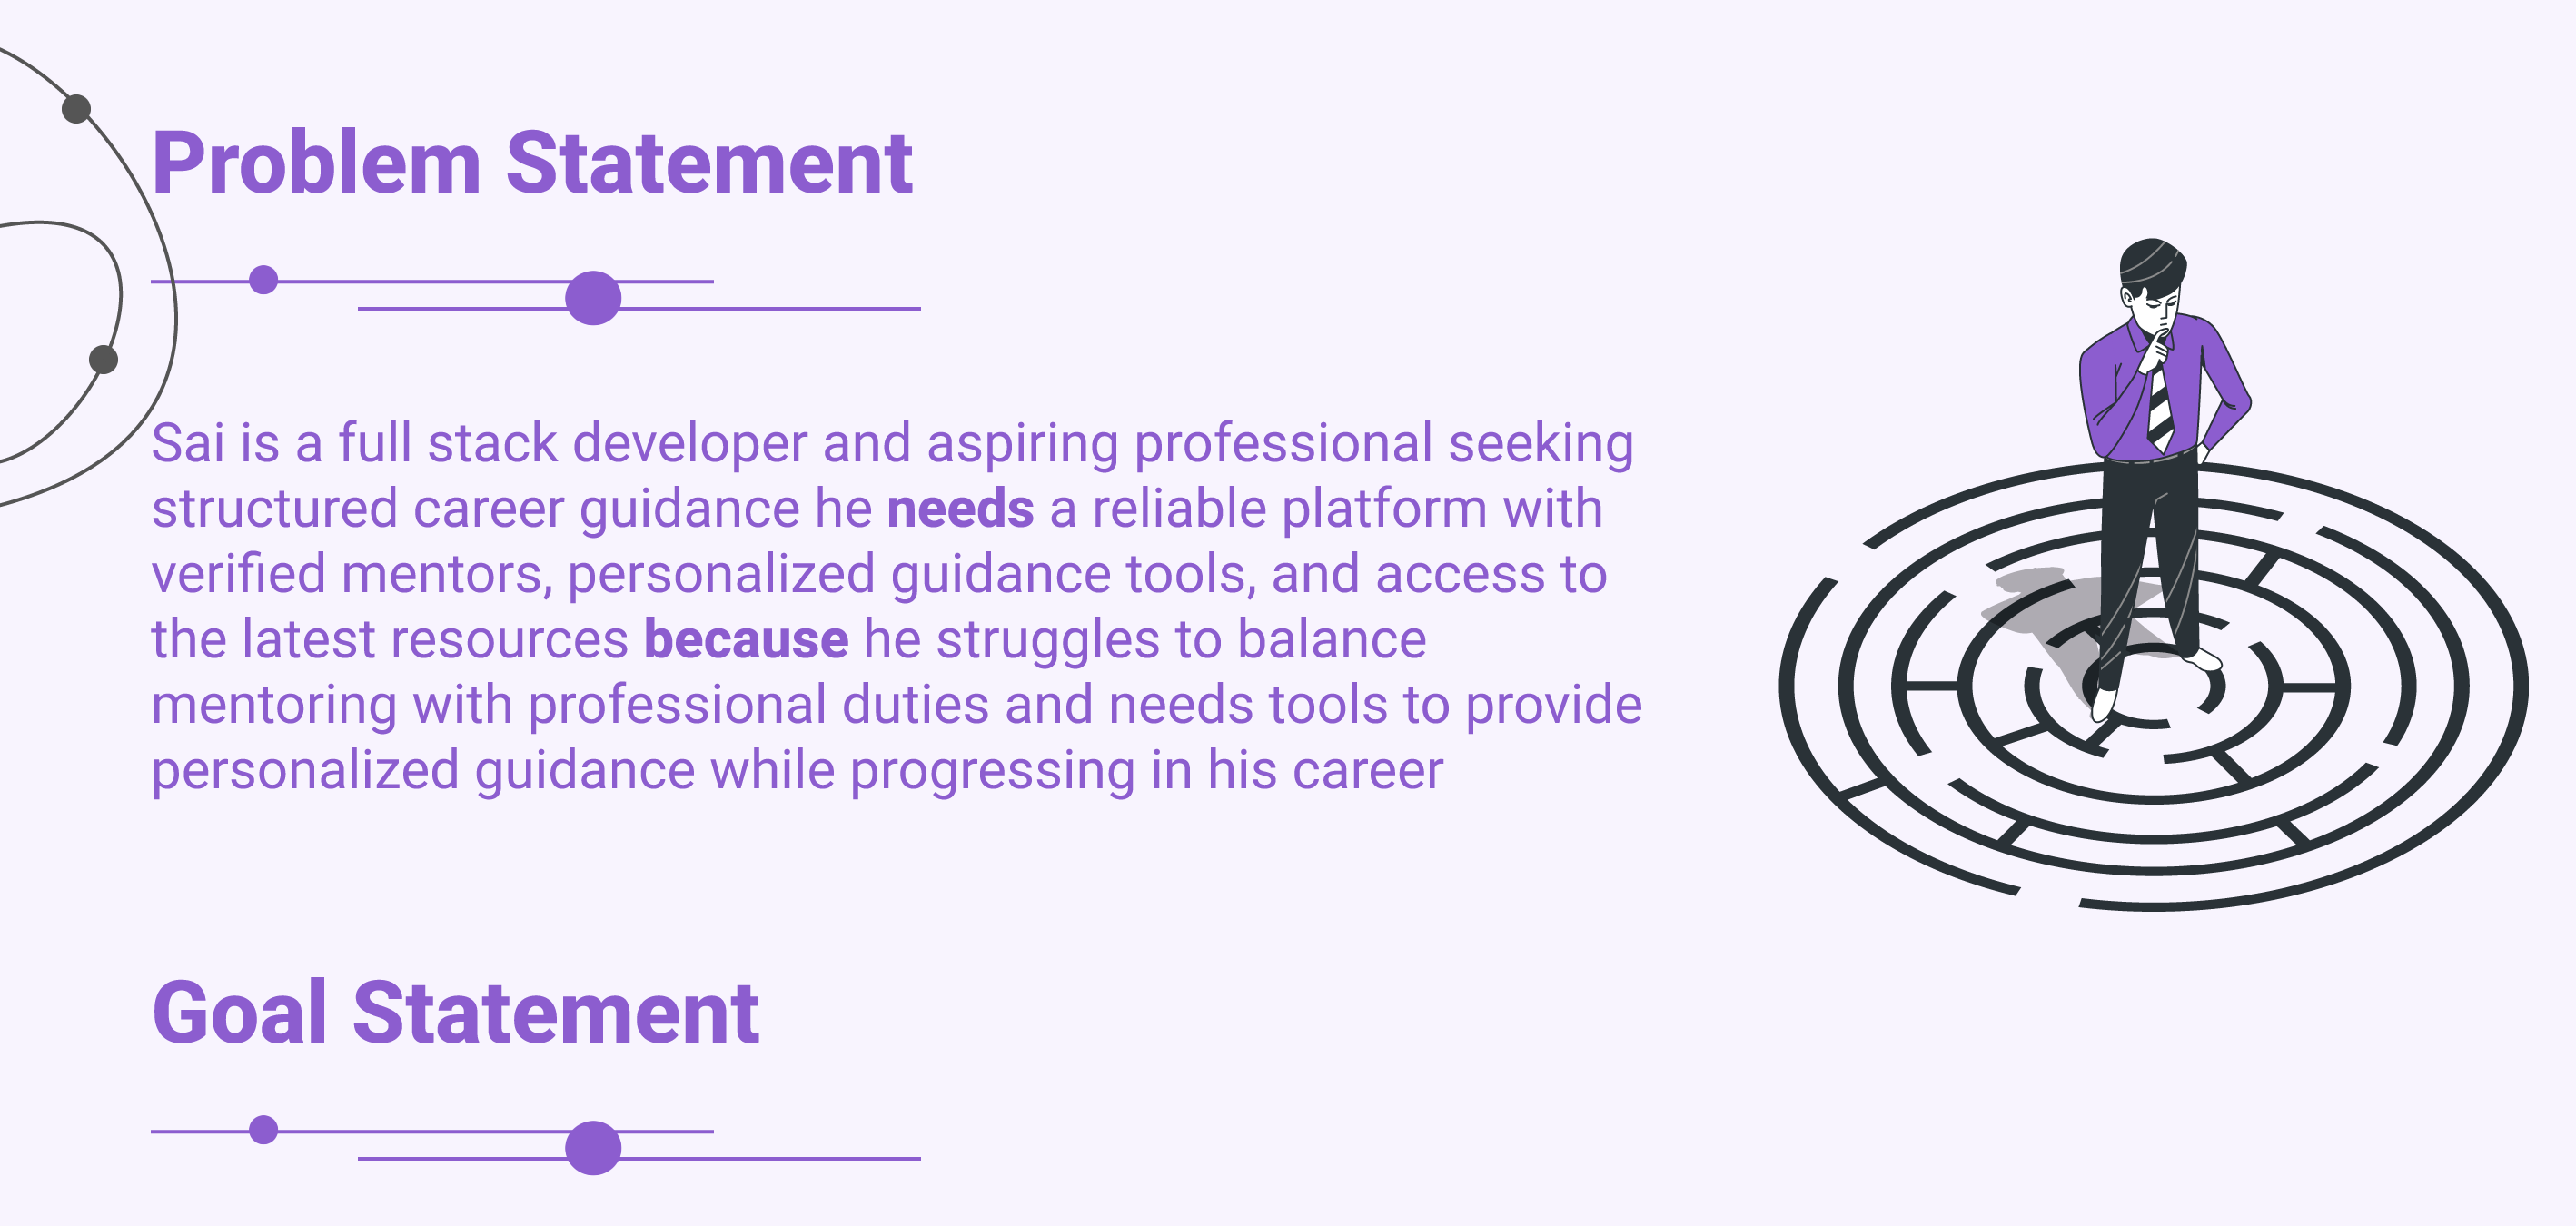 Problem Statement
Sai is a full stack developer and aspiring professional seeking
structured career guidance he needs a reliable platform with
verified mentors, personalized guidance tools, and access to
the latest resources because he struggles to balance
mentoring with professional duties and needs tools to provide
personalized guidance while progressing in his career
Goal Statement